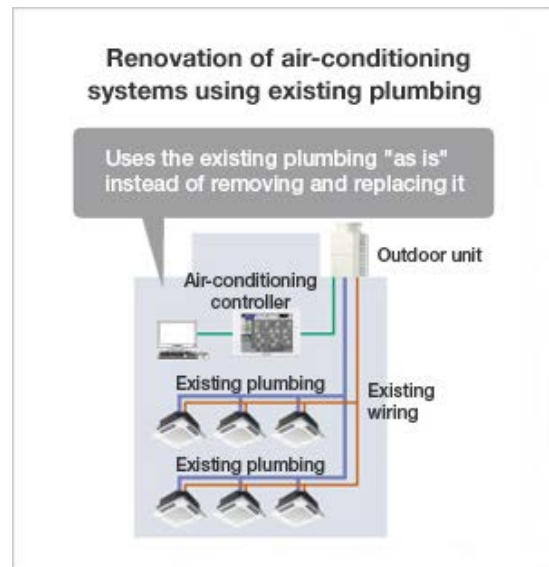 Renovation of air-conditioning
systems using existing plumbing
Uses the existing plumbing "as is"
instead of removing and replacing it
Outdoor unit
Air-conditioning
controller
Existing plumbing
Existing
wiring
Existing plumbing